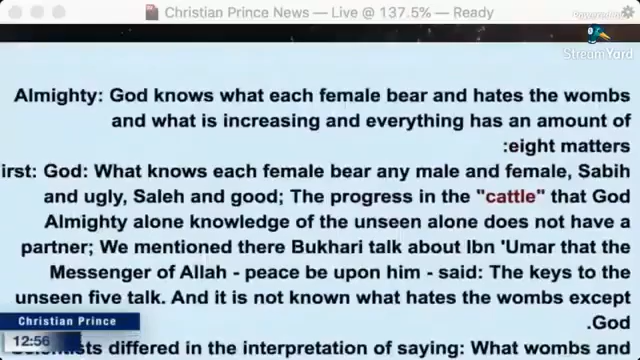 Christian Prince News — Live @ 137.5% — Ready
Powered by
StreamYard
Almighty: God knows what each female bear and hates the wombs
and what is increasing and everything has an amount of
:eight matters
irst: God: What knows each female bear any male and female, Sabih
and ugly, Saleh and good; The progress in the "cattle" that God
Almighty alone knowledge of the unseen alone does not have a
partner; We mentioned there Bukhari talk about Ibn 'Umar that the
Messenger of Allah - peace be upon him - said: The keys to the
unseen five talk. And it is not known what hates the wombs except
.God
Christian Prince
12:56
differed in the interpretation of saying: What wombs and